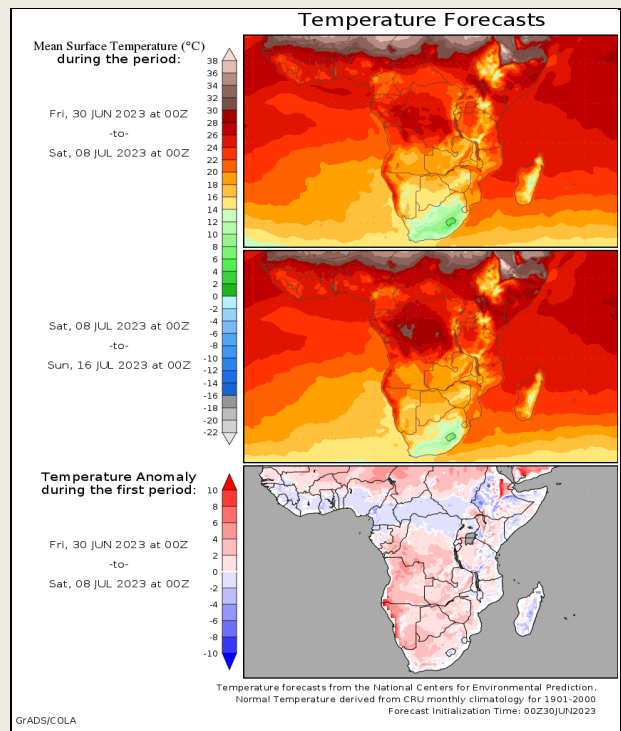 Temperature Forecasts
Mean Surface Temperature (°C)
during the period:
38
36
34
32
30
28
26
24
22
20
18
16
14
12
10
8
6
4
2
0
-2
-4
-6
-8
-10
-12
-14
-16
-18
-20
-22
Fri, 30 JUN 2023 at 00Z
-to-
Sat, 08 JUL 2023 at 00Z
Sat, 08 JUL 2023 at 00Z
-to-
Sun, 16 JUL 2023 at 00Z
Temperature Anomaly
during the first period:
10
8
6
4
2
0
-2
-4
-6
-8
-10
Fri, 30 JUN 2023 at 00Z
-to-
Sat, 08 JUL 2023 at 00Z
Temperature forecasts from the National Centers for Environmental Prediction.
Normal Temperature derived from CRU monthly climatology for 1901-2000
Forecast Initialization Time: 00Z30JUN2023
GrADS/COLA